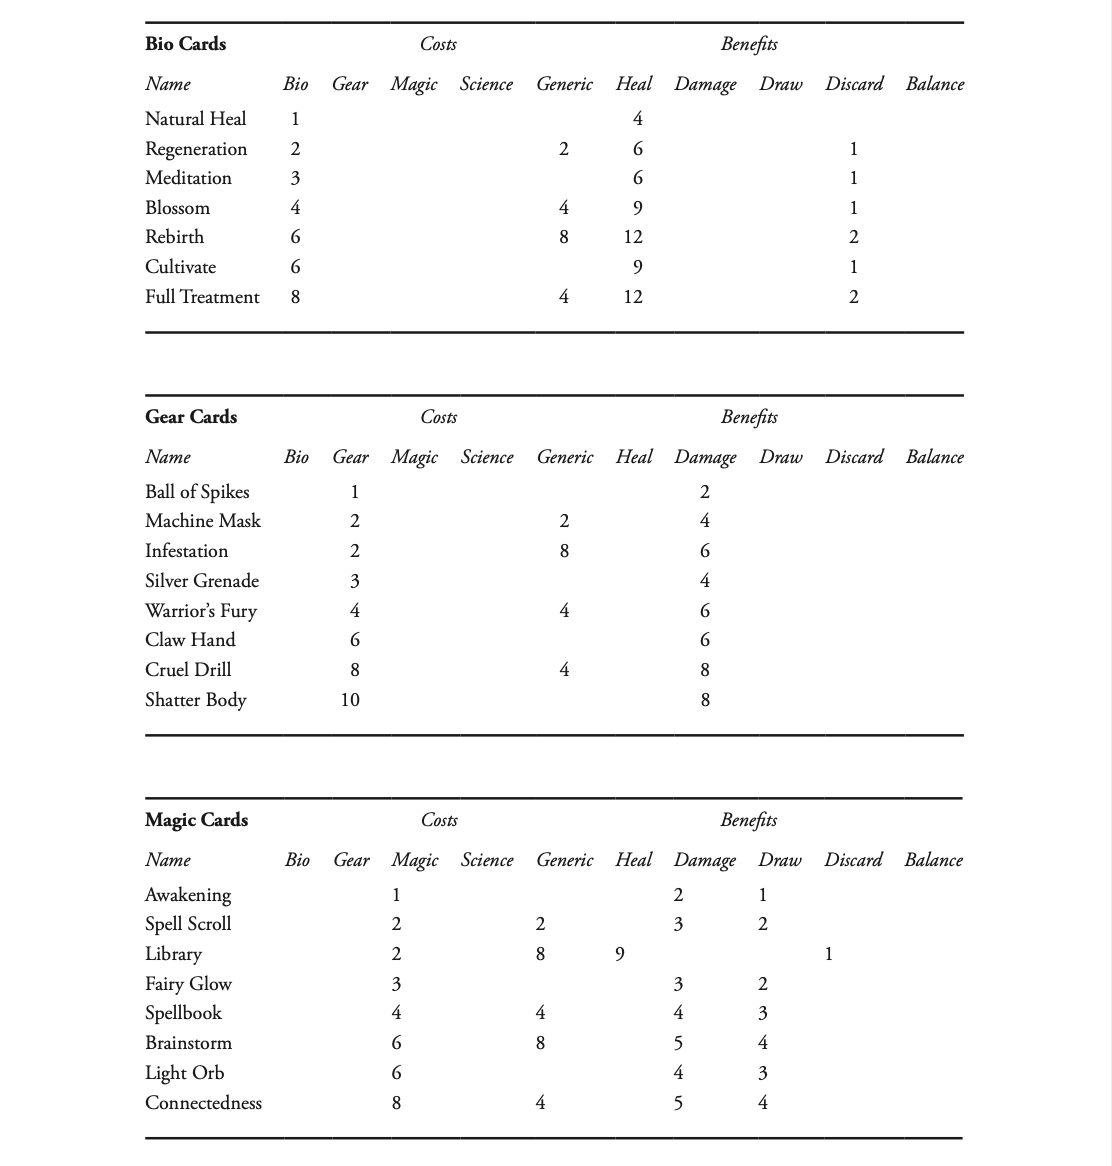 Bio Cards Costs Benefits
Name Bio Gear Magic Science Generic Heal Damage Draw Discard Balance
Natural Heal 1 4
Regeneration 2 2 6 1
Meditation 3 6 1
Blossom 4 4 9 1
Rebirth 6 8 12 2
Cultivate 6 9 1
Full Treatment 8 4 12 2
Gear Cards Costs Benefits
Name Bio Gear Magic Science Generic Heal Damage Draw Discard Balance
Ball of Spikes 1 2
Machine Mask 2 2 4
Infestation 2 8 6
Silver Grenade 3 4
Warrior’s Fury 4 4 6
Claw Hand 6 6
Cruel Drill 8 4 8
Shatter Body 10 8
Magic Cards Costs Benefits
Name Bio Gear Magic Science Generic Heal Damage Draw Discard Balance
Awakening 1 2 1
Spell Scroll 2 2 3 2
Library 2 8 9 1
Fairy Glow 3 3 2
Spellbook 4 4 4 3
Brainstorm 6 8 5 4
Light Orb 6 4 3
Connectedness 8 4 5 4